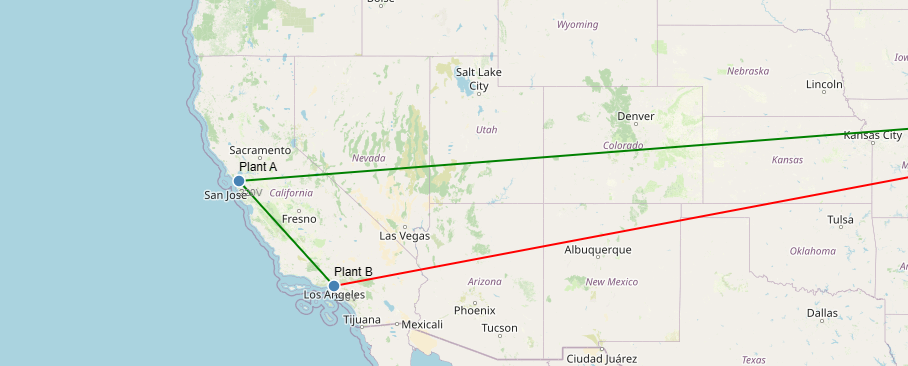 Boise
Wyoming
Iow
Nebraska
Salt Lake
City
Lincoln
Denver
Utah
Colorado
Kansas City
Sacramento
Nevada
Kansas
Plant A
M
San Jose
California
Fresno
Tulsa
Las Vegas
Albuquerque
Oklahoma
Plant B
Ar
Arizona
New Mexico
Los Angeles
Phoenix
Dallas
Tijuana
Mexicali
Tucson
Ciudad Juárez
Texas